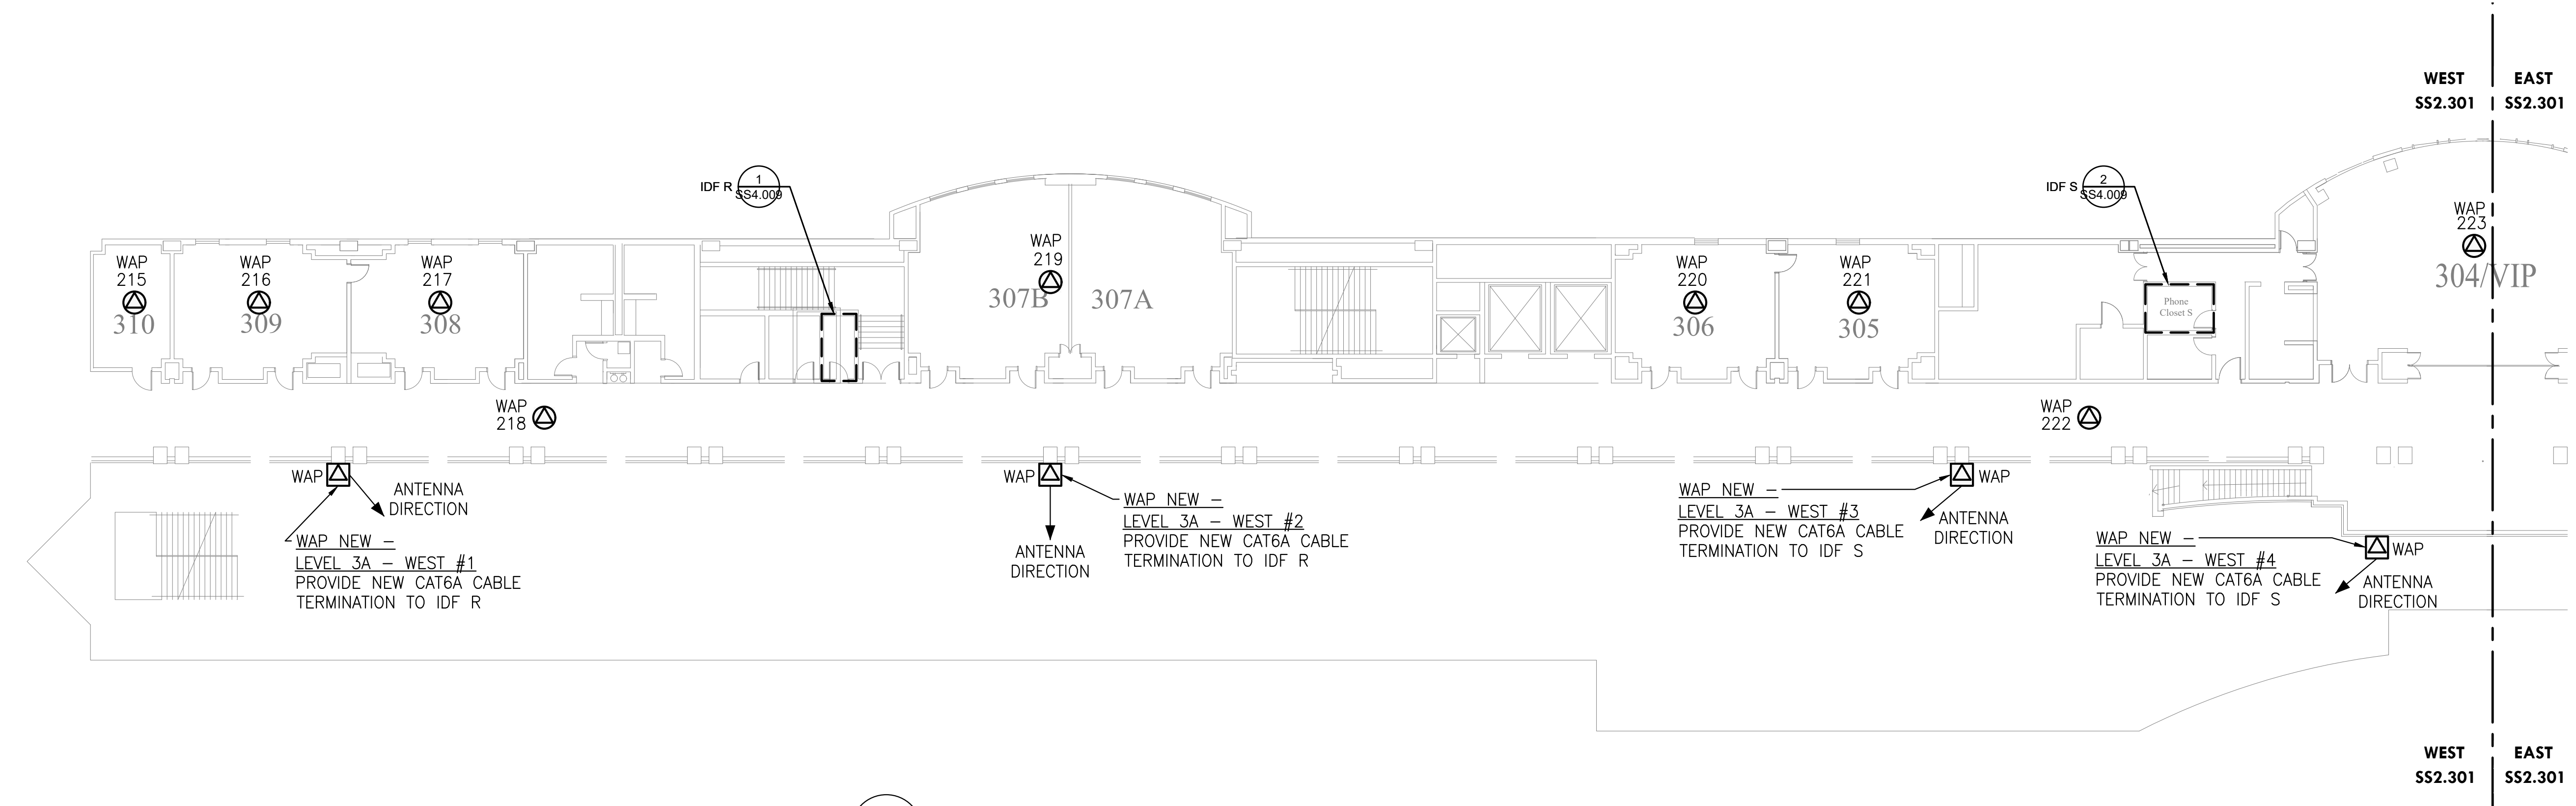 WEST
SS2.301
EAST
SS2.301
IDF R
1
SS4.009
IDF S
2
SS4.009
WAP
215
310
WAP
216
309
WAP
217
308
WAP
219
307B
307A
WAP
220
306
WAP
221
305
Phone
Closet S
WAP
223
304/VIP
WAP
218
WAP
222
WAP
ANTENNA
DIRECTION
WAP NEW –
LEVEL 3A – WEST #1
PROVIDE NEW CAT6A CABLE
TERMINATION TO IDF R
WAP
ANTENNA
DIRECTION
WAP NEW –
LEVEL 3A – WEST #2
PROVIDE NEW CAT6A CABLE
TERMINATION TO IDF R
WAP NEW –
LEVEL 3A – WEST #3
PROVIDE NEW CAT6A CABLE
TERMINATION TO IDF S
WAP
ANTENNA
DIRECTION
WAP NEW –
LEVEL 3A – WEST #4
PROVIDE NEW CAT6A CABLE
TERMINATION TO IDF S
WAP
ANTENNA
DIRECTION
WEST
SS2.301
EAST
SS2.301